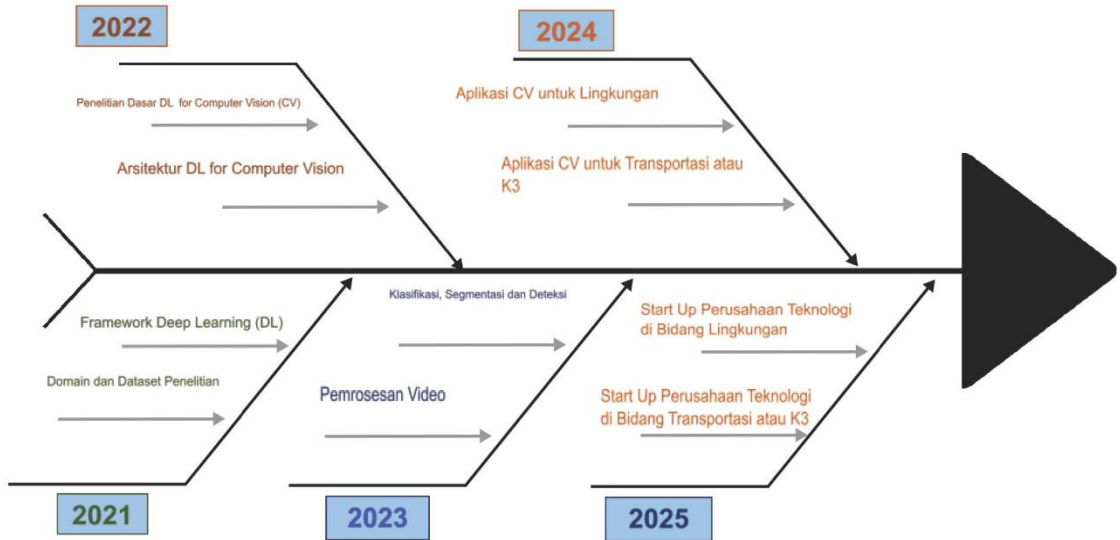 2022
2024
Penelitian Dasar DL for Computer Vision (CV)
Arsitektur DL for Computer Vision
Aplikasi CV untuk Lingkungan
Aplikasi CV untuk Transportasi atau
K3
Framework Deep Learning (DL)
Domain dan Dataset Penelitian
Klasifikasi, Segmentasi dan Deteksi
Pemrosesan Video
Start Up Perusahaan Teknologi
di Bidang Lingkungan
Start Up Perusahaan Teknologi
di Bidang Transportasi atau K3
2021
2023
2025